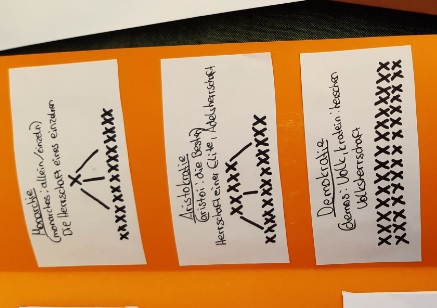 Monarchie
(monarches: allein/einzeln)
Die Herrschaft eines einzelnen
Aristokratie
(aristoi: die Besten)
Herrschaft einer Elite, Adelsherrschaft
Demokratie
(demos: Volk, kratein: herrschen
Volksherrschaft